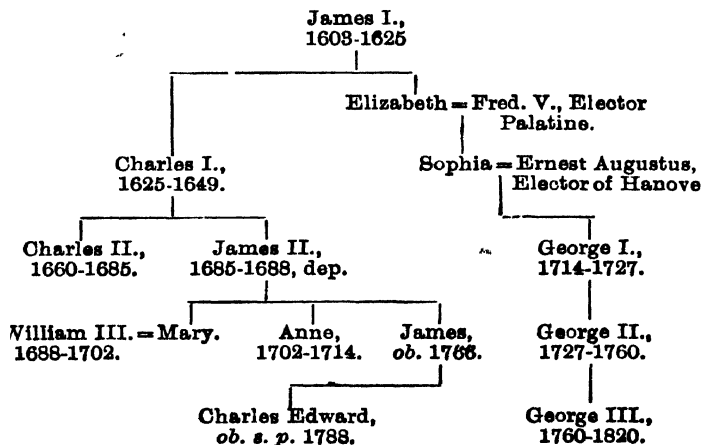 James I.,
1603-1625
Elizabeth = Fred. V., Elector
Palatine.
Charles I.,
1625-1649.
Sophia = Ernest Augustus,
Elector of Hanove
Charles II.,
1660-1685.
James II.,
1685-1688, dep.
George I.,
1714-1727.
William III. = Mary.
1688-1702.
Anne,
1702-1714.
James,
ob. 1766.
George II.,
1727-1760.
Charles Edward,
ob. s. p. 1788.
George III.,
1760-1820.